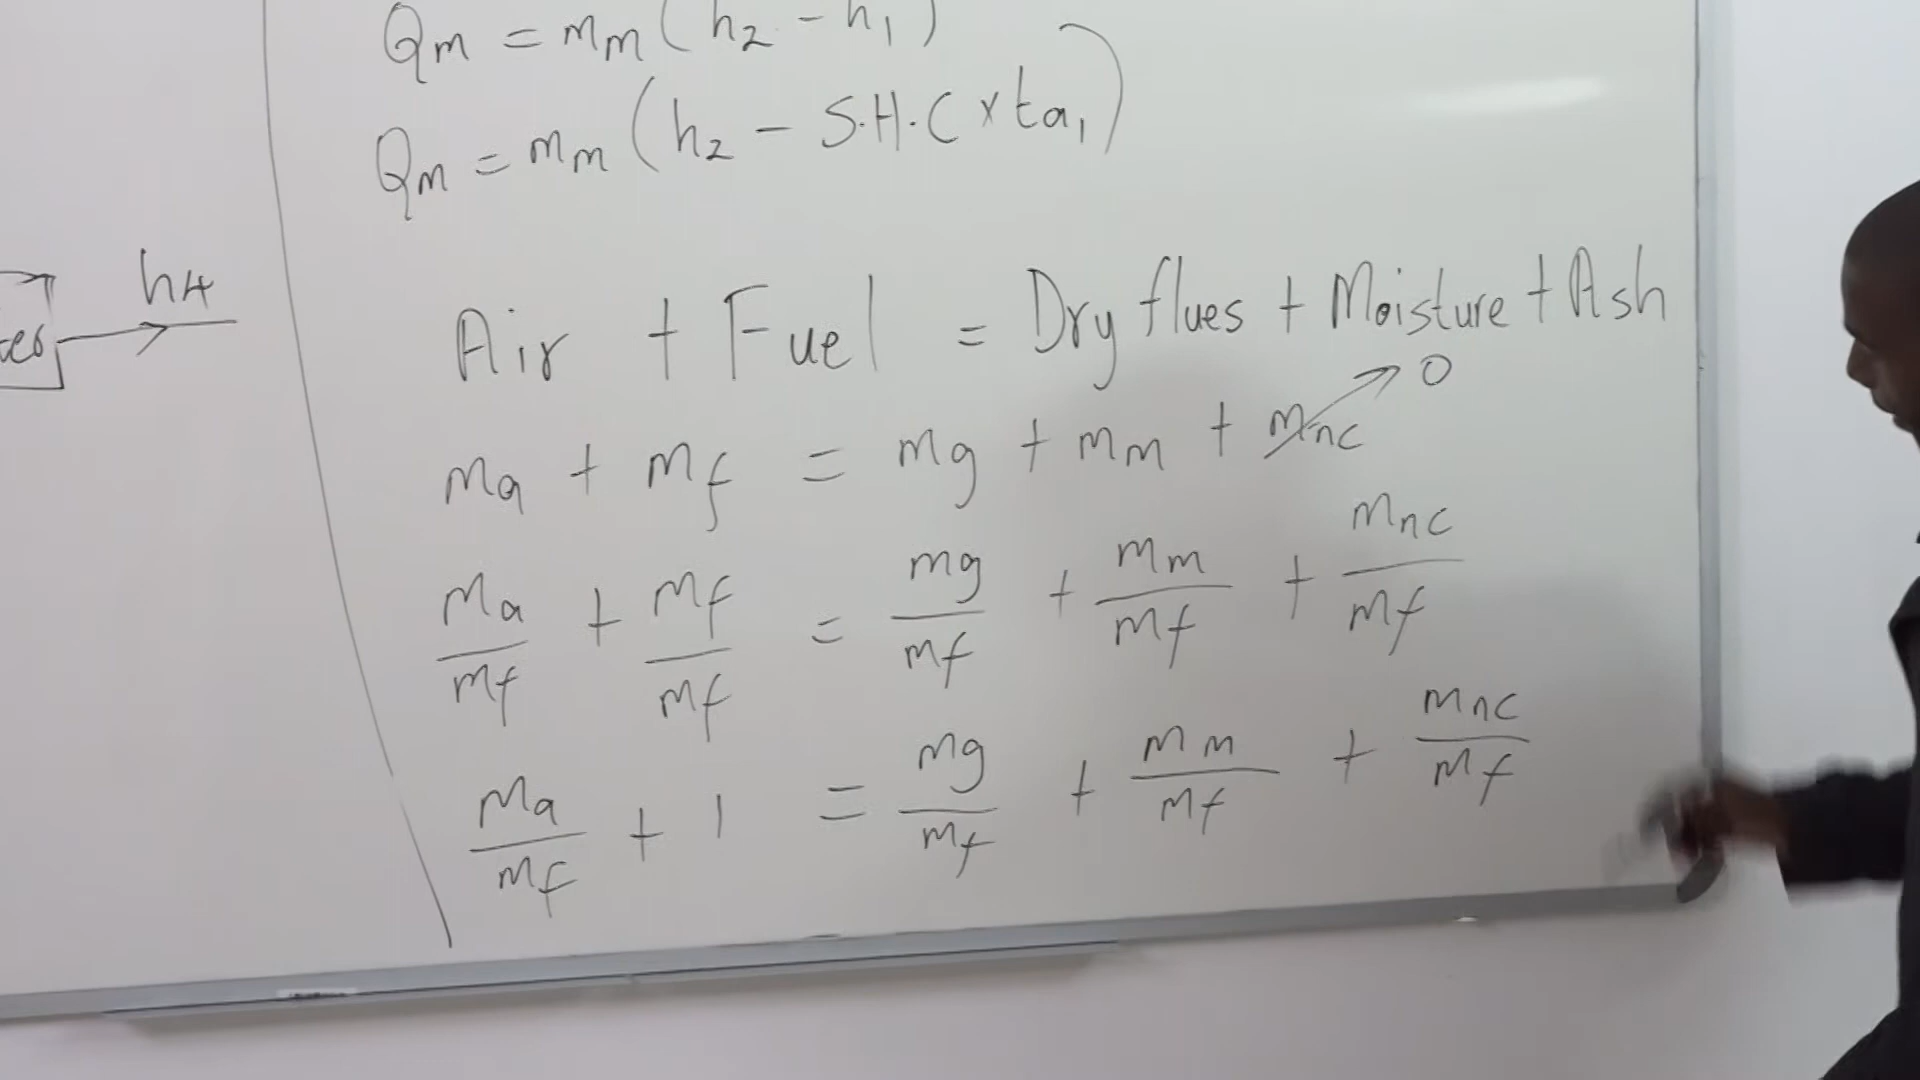 Qm = mm (h2 - h1)
Qm = mm (h2 - S.H.C x ta1)
h4
Air + Fuel = Dry flues + Moisture + Ash
ma + mf = mg + mm + mnc → 0
ma/mf + mf/mf = mg/mf + mm/mf + mnc/mf
ma/mf + 1 = mg/mf + mm/mf + mnc/mf